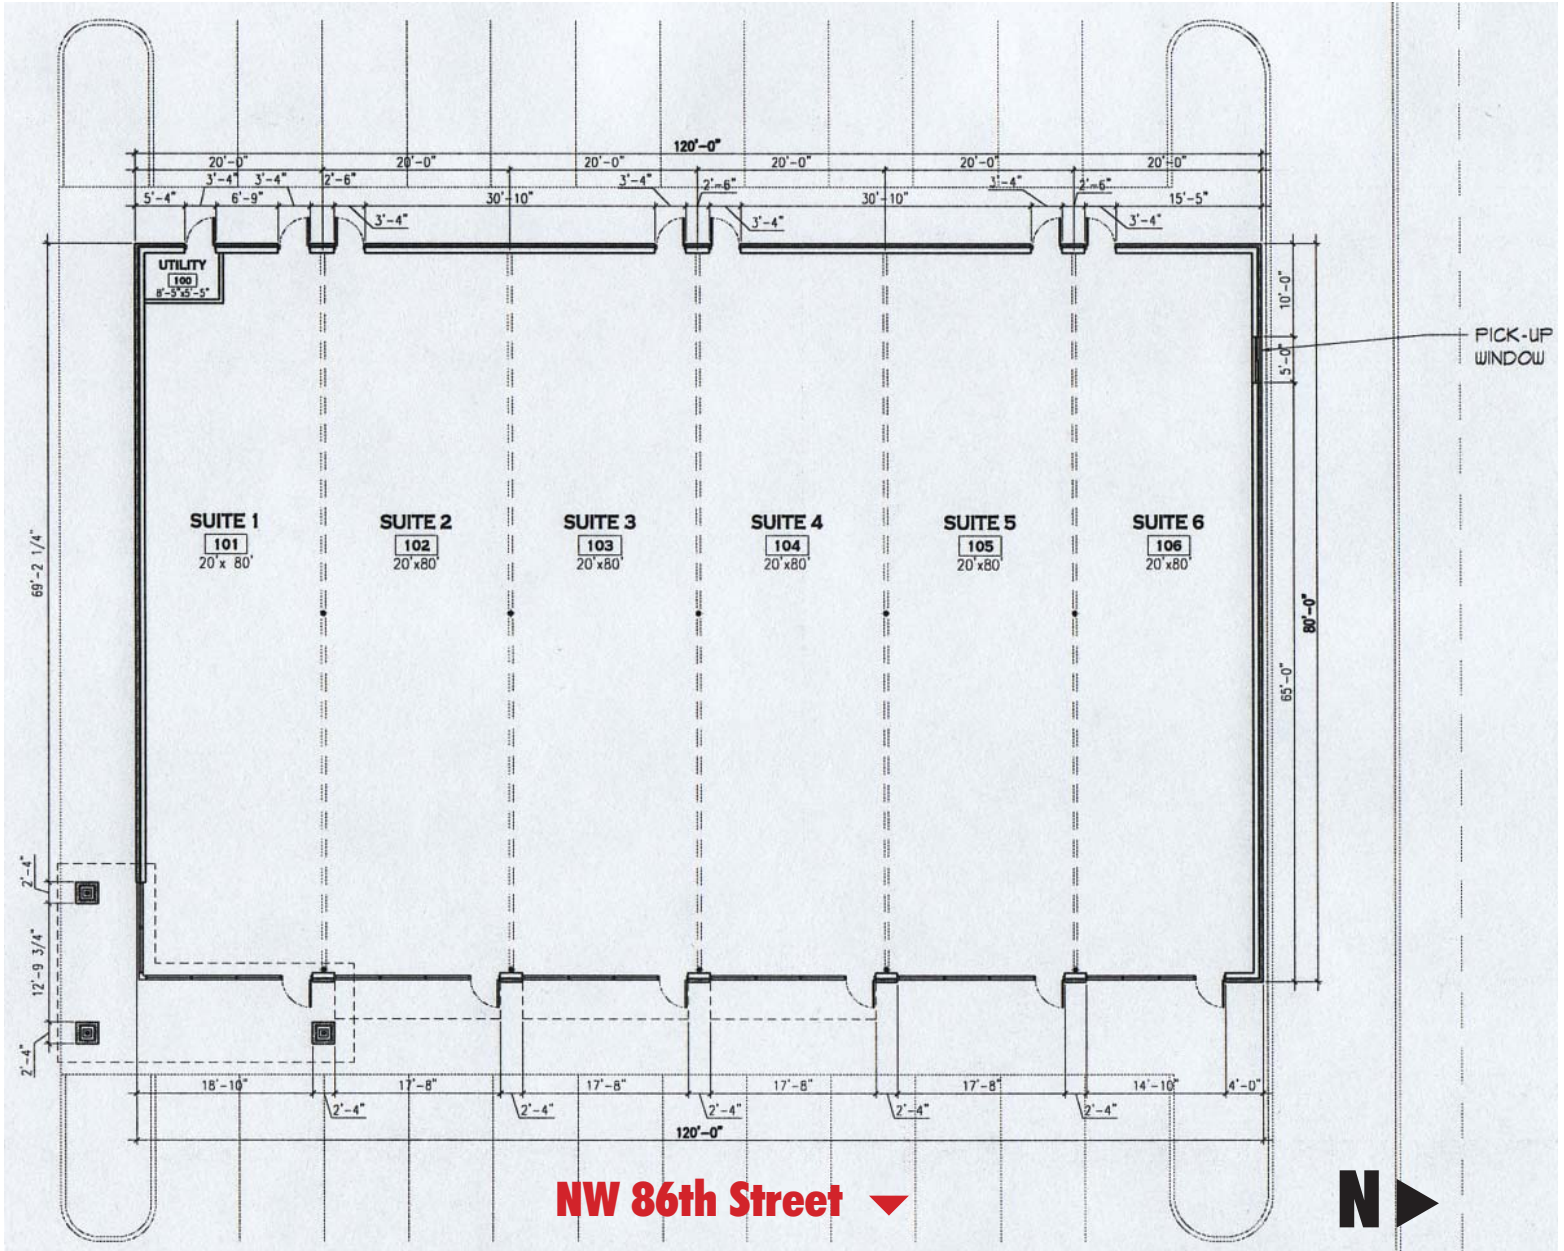 120'-0"
20'-0" 20'-0" 20'-0" 20'-0" 20'-0" 20'-0"
3'-4" 3'-4" 2'-6" 3'-4" 2'-6" 3'-4" 2'-6"
5'-4" 6'-9" 30'-10" 30'-10" 15'-5"
3'-4" 3'-4" 3'-4"
UTILITY
100
8'-5"x5'-5"
10'-0"
PICK-UP
WINDOW
5'-0"
SUITE 1 SUITE 2 SUITE 3 SUITE 4 SUITE 5 SUITE 6
101 102 103 104 105 106
20'x 80' 20'x80' 20'x80' 20'x80' 20'x80' 20'x80'
69'-2 1/4"
80'-0"
65'-0"
2'-4"
12'-9 3/4"
2'-4"
18'-10" 17'-8" 17'-8" 17'-8" 17'-8" 14'-10" 4'-0"
2'-4" 2'-4" 2'-4" 2'-4" 2'-4"
120'-0"
NW 86th Street
N